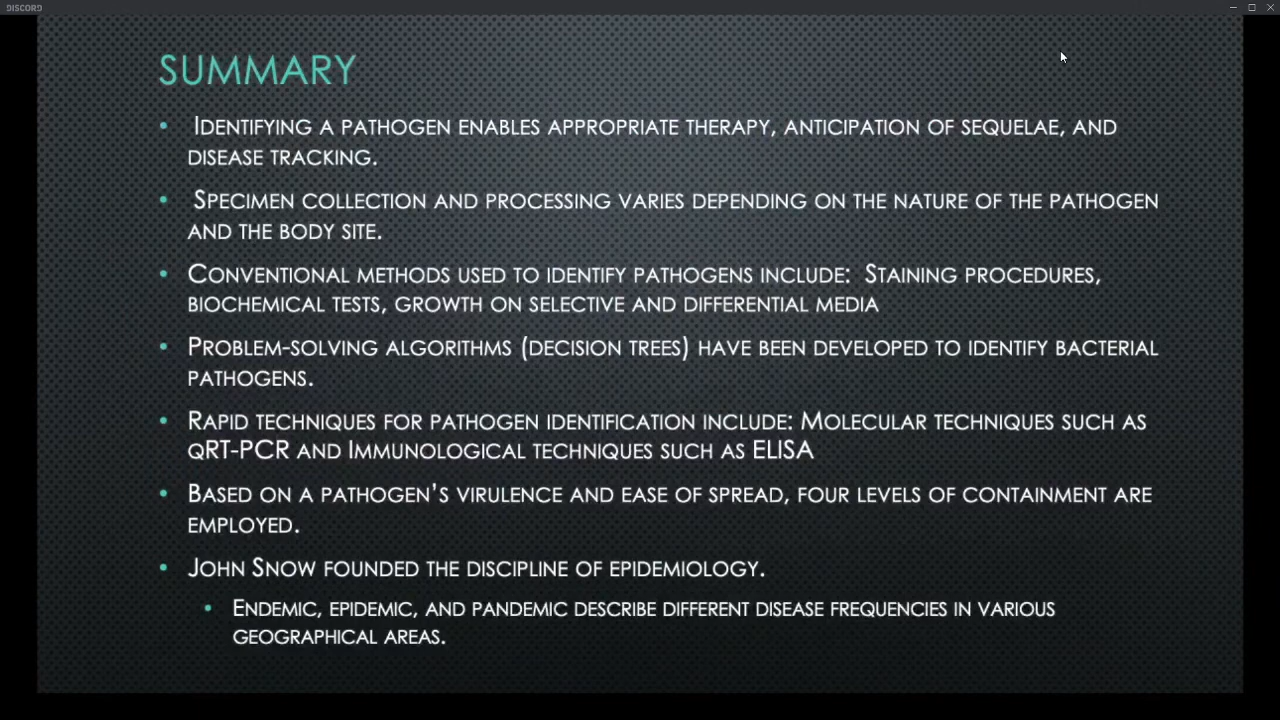 DISCORD
SUMMARY
• IDENTIFYING A PATHOGEN ENABLES APPROPRIATE THERAPY, ANTICIPATION OF SEQUELAE, AND
DISEASE TRACKING.
• SPECIMEN COLLECTION AND PROCESSING VARIES DEPENDING ON THE NATURE OF THE PATHOGEN
AND THE BODY SITE.
• CONVENTIONAL METHODS USED TO IDENTIFY PATHOGENS INCLUDE: STAINING PROCEDURES,
BIOCHEMICAL TESTS, GROWTH ON SELECTIVE AND DIFFERENTIAL MEDIA
• PROBLEM-SOLVING ALGORITHMS (DECISION TREES) HAVE BEEN DEVELOPED TO IDENTIFY BACTERIAL
PATHOGENS.
• RAPID TECHNIQUES FOR PATHOGEN IDENTIFICATION INCLUDE: MOLECULAR TECHNIQUES SUCH AS
QRT-PCR AND IMMUNOLOGICAL TECHNIQUES SUCH AS ELISA
• BASED ON A PATHOGEN'S VIRULENCE AND EASE OF SPREAD, FOUR LEVELS OF CONTAINMENT ARE
EMPLOYED.
• JOHN SNOW FOUNDED THE DISCIPLINE OF EPIDEMIOLOGY.
• ENDEMIC, EPIDEMIC, AND PANDEMIC DESCRIBE DIFFERENT DISEASE FREQUENCIES IN VARIOUS
GEOGRAPHICAL AREAS.